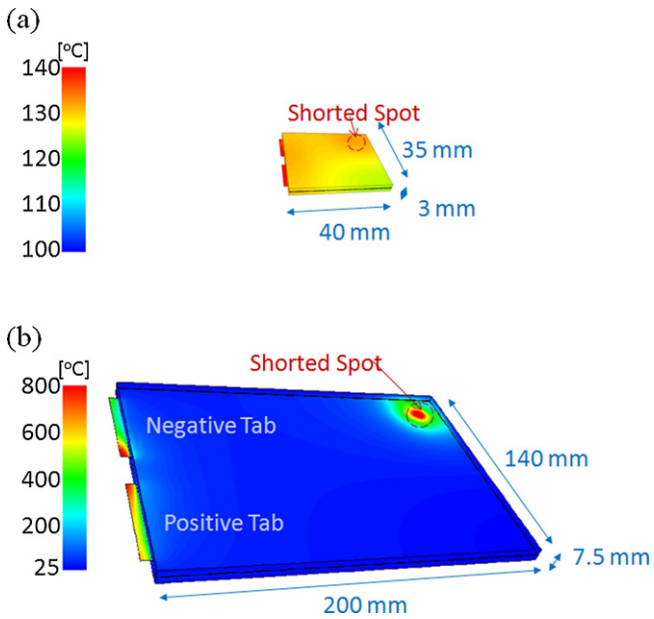 (a)
[°C]
140
130
120
110
100
Shorted Spot
35 mm
3 mm
40 mm
(b)
[°C]
800
600
400
200
25
Shorted Spot
Negative Tab
Positive Tab
140 mm
7.5 mm
200 mm